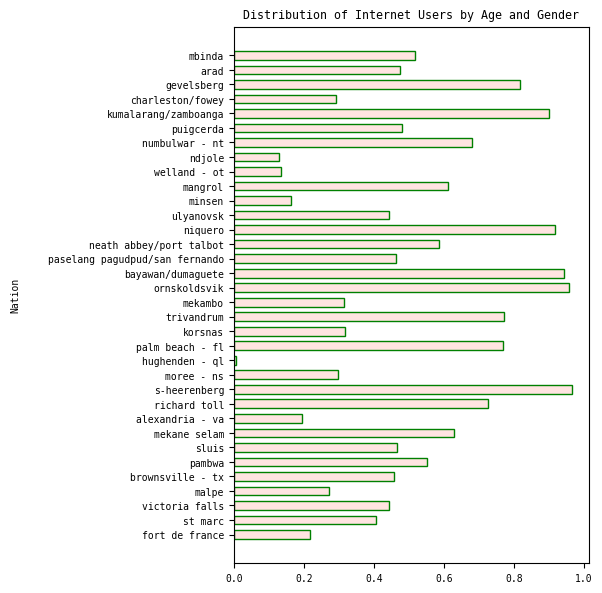 Distribution of Internet Users by Age and Gender
mbinda
arad
gevelsberg
charleston/fowey
kumalarang/zamboanga
puigcerda
numbulwar - nt
ndjole
welland - ot
mangrol
minsen
ulyanovsk
niquero
neath abbey/port talbot
paselang pagudpud/san fernando
bayawan/dumaguete
ornskoldsvik
mekambo
trivandrum
korsnas
palm beach - fl
hughenden - ql
moree - ns
s-heerenberg
richard toll
alexandria - va
mekane selam
sluis
pambwa
brownsville - tx
malpe
victoria falls
st marc
fort de france
Nation
0.0 0.2 0.4 0.6 0.8 1.0